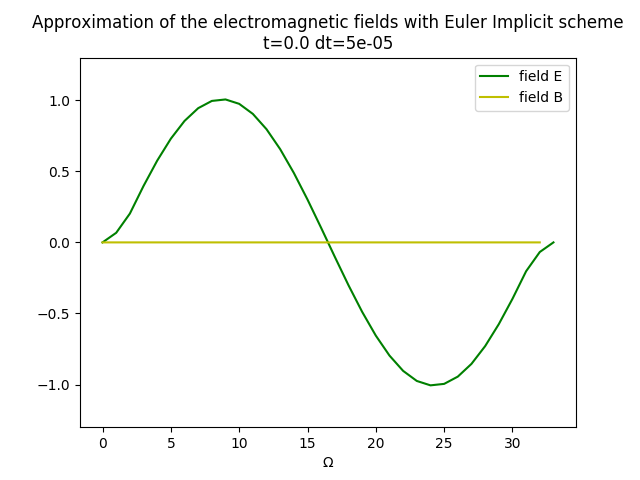 Approximation of the electromagnetic fields with Euler Implicit scheme
t=0.0 dt=5e-05
field E
field B
1.0
0.5
0.0
−0.5
−1.0
0 5 10 15 20 25 30
Ω